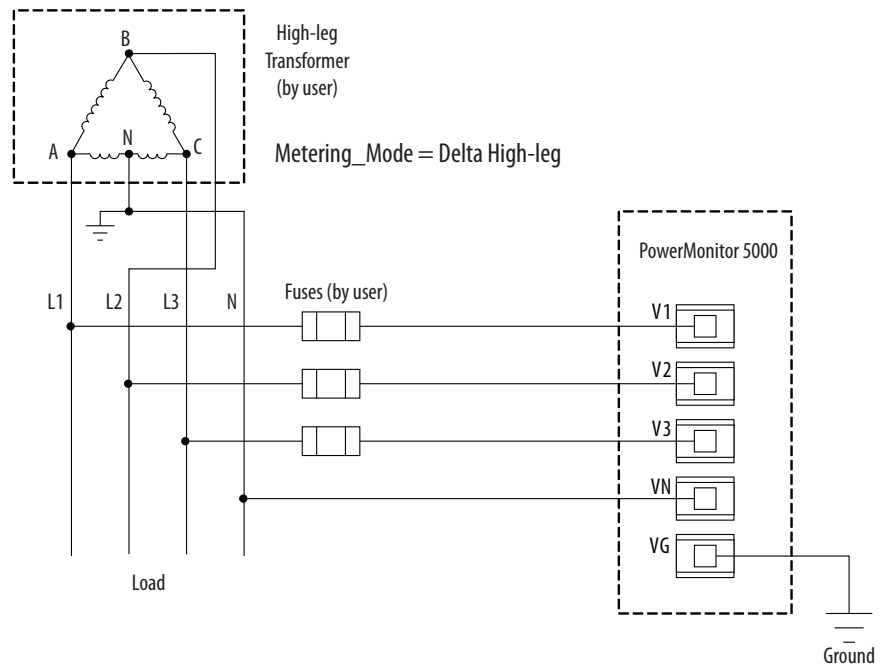 B
High-leg
Transformer
(by user)
A
N
C
Metering_Mode = Delta High-leg
PowerMonitor 5000
L1
L2
L3
N
Fuses (by user)
V1
V2
V3
VN
VG
Load
Ground